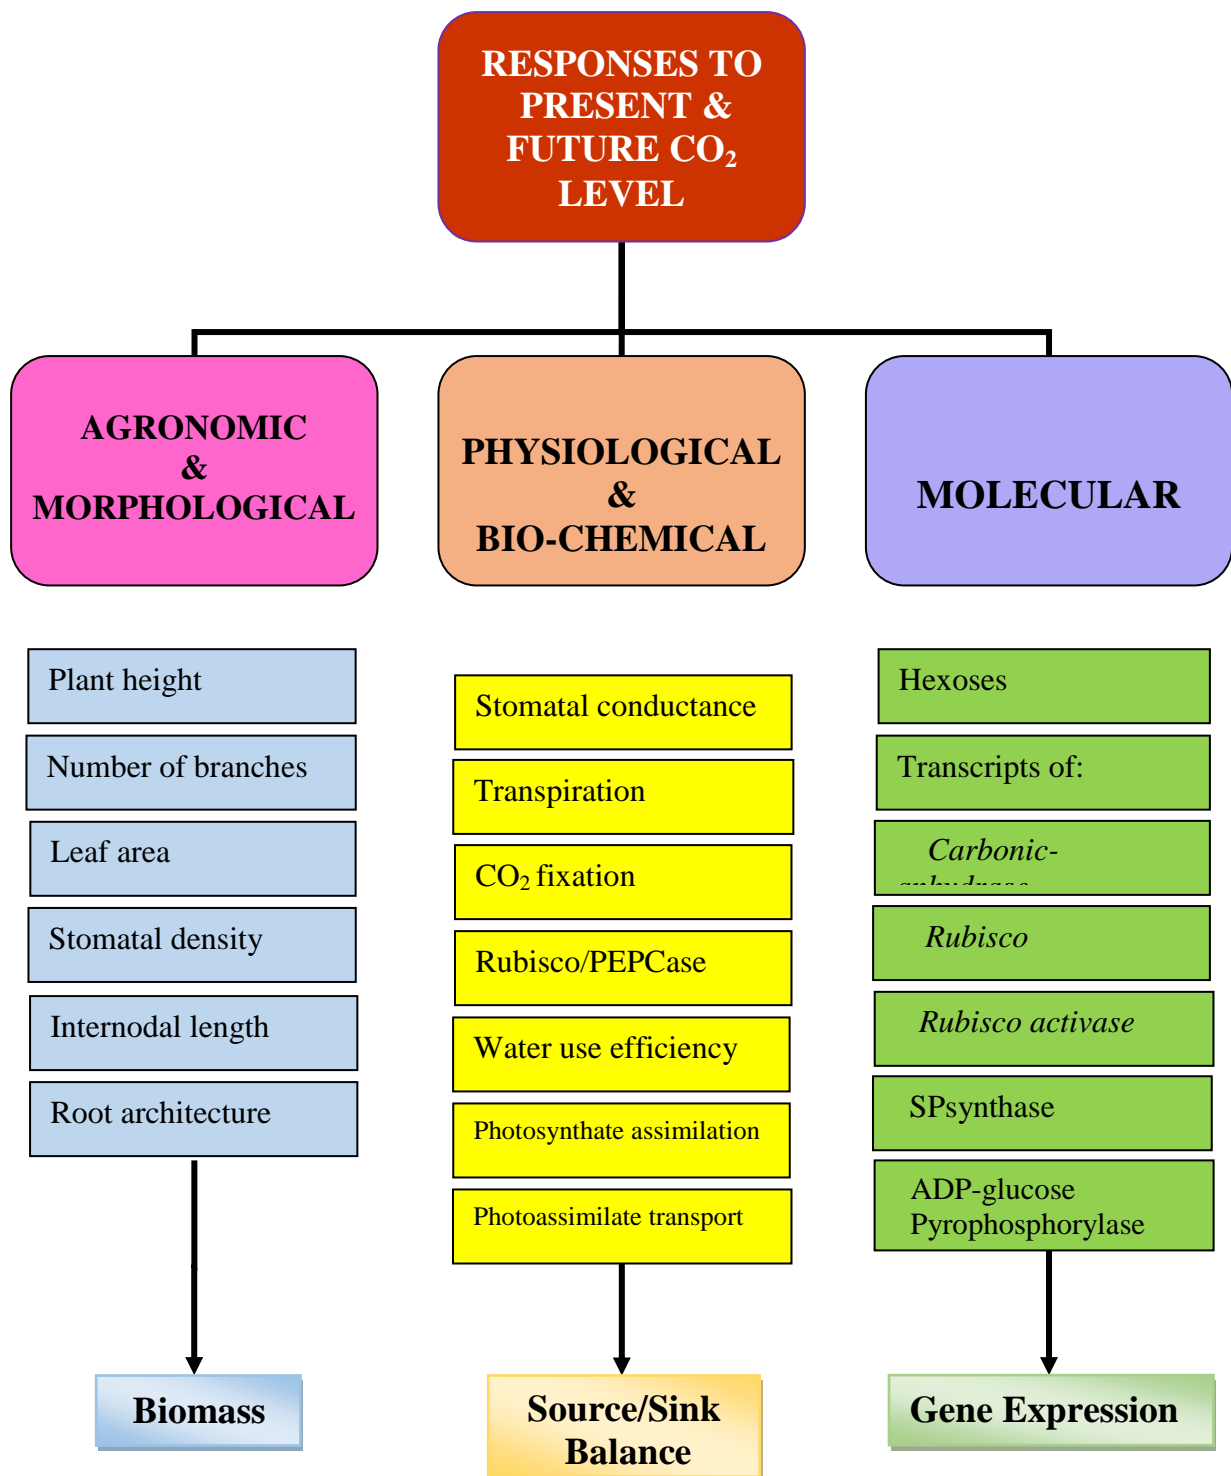 RESPONSES TO
PRESENT &
FUTURE CO₂
LEVEL
AGRONOMIC
&
MORPHOLOGICAL
PHYSIOLOGICAL
&
BIO-CHEMICAL
MOLECULAR
Plant height
Number of branches
Leaf area
Stomatal density
Internodal length
Root architecture
Biomass
Stomatal conductance
Transpiration
CO₂ fixation
Rubisco/PEPCase
Water use efficiency
Photosynthate assimilation
Photoassimilate transport
Source/Sink
Balance
Hexoses
Transcripts of:
Carbonic-
anhydrase
Rubisco
Rubisco activase
SPsynthase
ADP-glucose
Pyrophosphorylase
Gene Expression